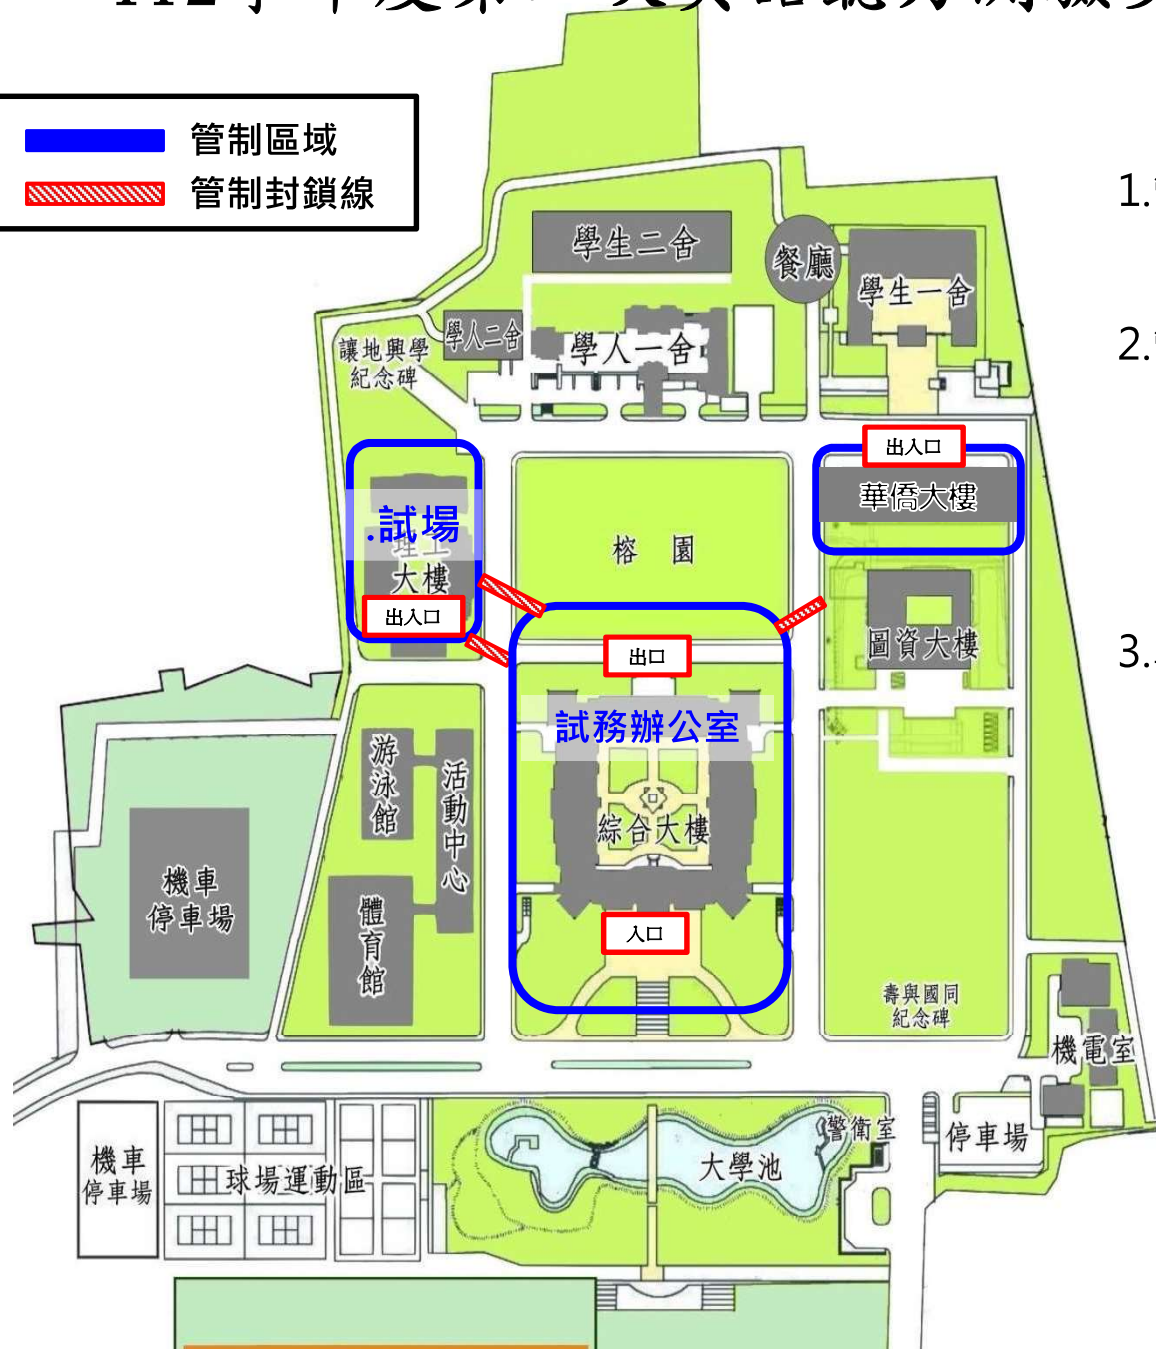 管制區域
管制封鎖線
1.
2.
3.
學生二舍
餐廳
學生一舍
學人二舍
學人一舍
讓地興學
紀念碑
出入口
華僑大樓
.試場
理工
大樓
出入口
榕 園
出口
圖資大樓
試務辦公室
游泳館
活動中心
綜合大樓
機車
停車場
體育館
入口
壽與國同
紀念碑
機電室
機車
停車場
球場運動區
大學池
警衛室
停車場